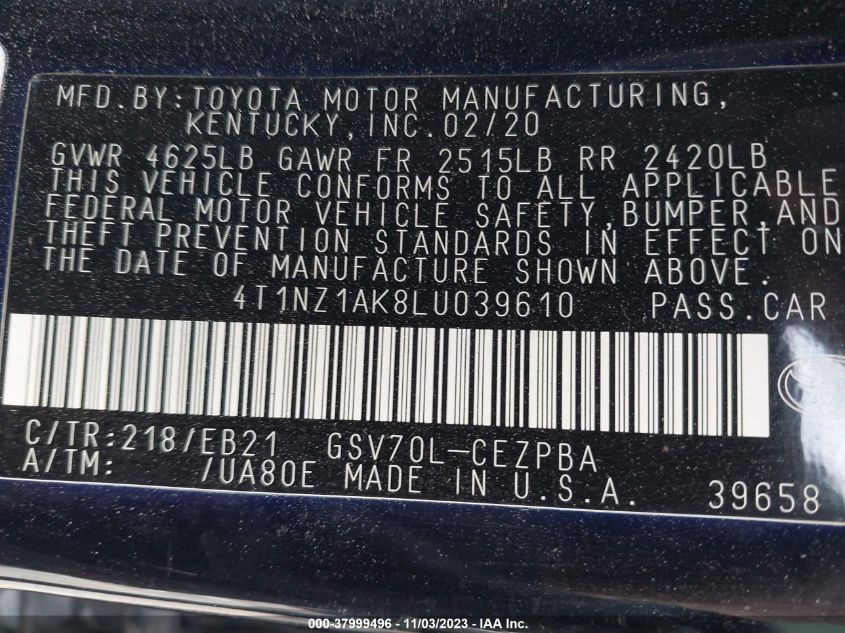 MFD.BY:TOYOTA MOTOR MANUFACTURING,
KENTUCKY,INC.02/20
GVWR 4625LB GAWR FR 2515LB RR 2420LB
THIS VEHICLE CONFORMS TO ALL APPLICABLE
FEDERAL MOTOR VEHICLE SAFETY,BUMPER,AND
THEFT PREVENTION STANDARDS IN EFFECT ON
THE DATE OF MANUFACTURE SHOWN ABOVE.
4T1NZ1AK8LU039610 PASS.CAR
C/TR:218/EB21 GSV70L-CEZPBA
A/TM: /UA80E MADE IN U.S.A. 39658
000-37999496 - 11/03/2023 - IAA Inc.